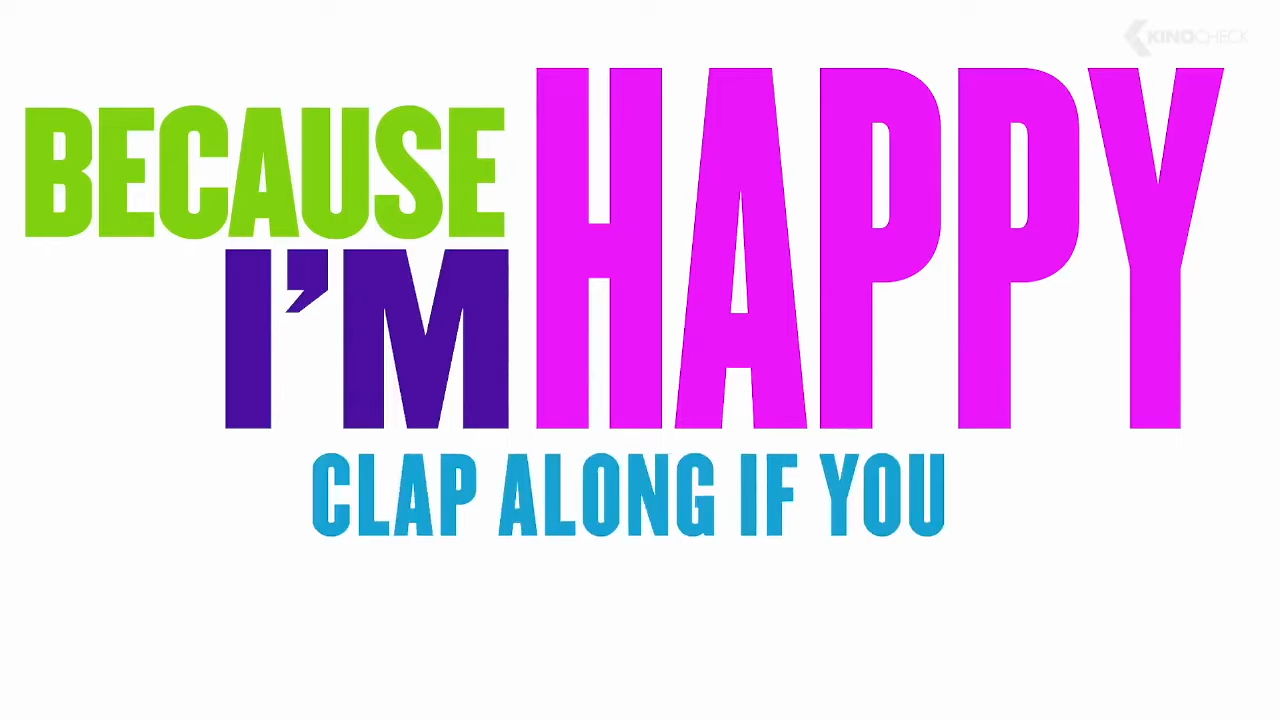 KINOCHECK
BECAUSE
I'M
HAPPY
CLAP ALONG IF YOU